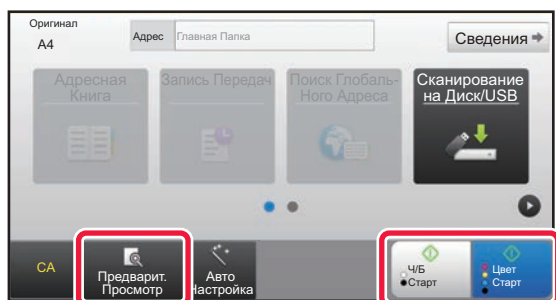 Оригинал
A4
Адрес
Главная Папка
Сведения
Адресная
Книга
Запись Передач
Поиск Глобаль-
Ного Адреса
Сканирование
на Диск/USB
CA
Предварит.
Просмотр
Авто
Настройка
Ч/Б
Старт
Цвет
Старт